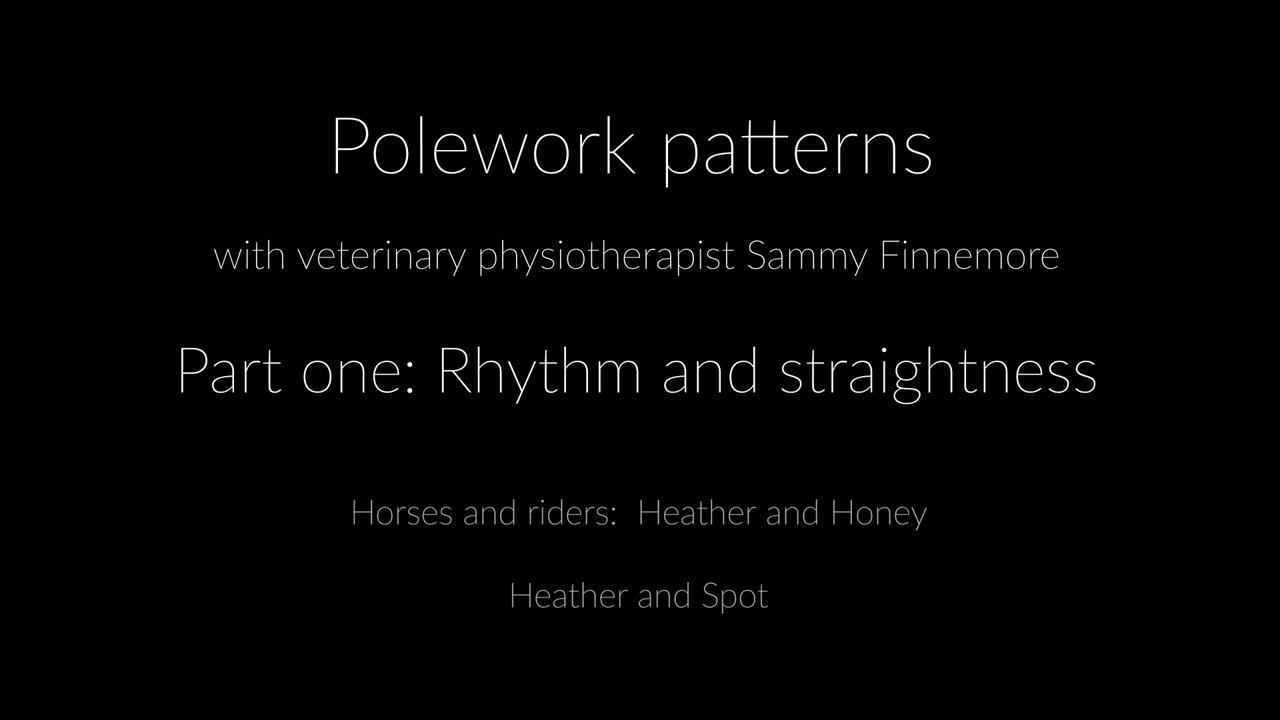 Polework patterns
with veterinary physiotherapist Sammy Finnemore
Part one: Rhythm and straightness
Horses and riders: Heather and Honey
Heather and Spot